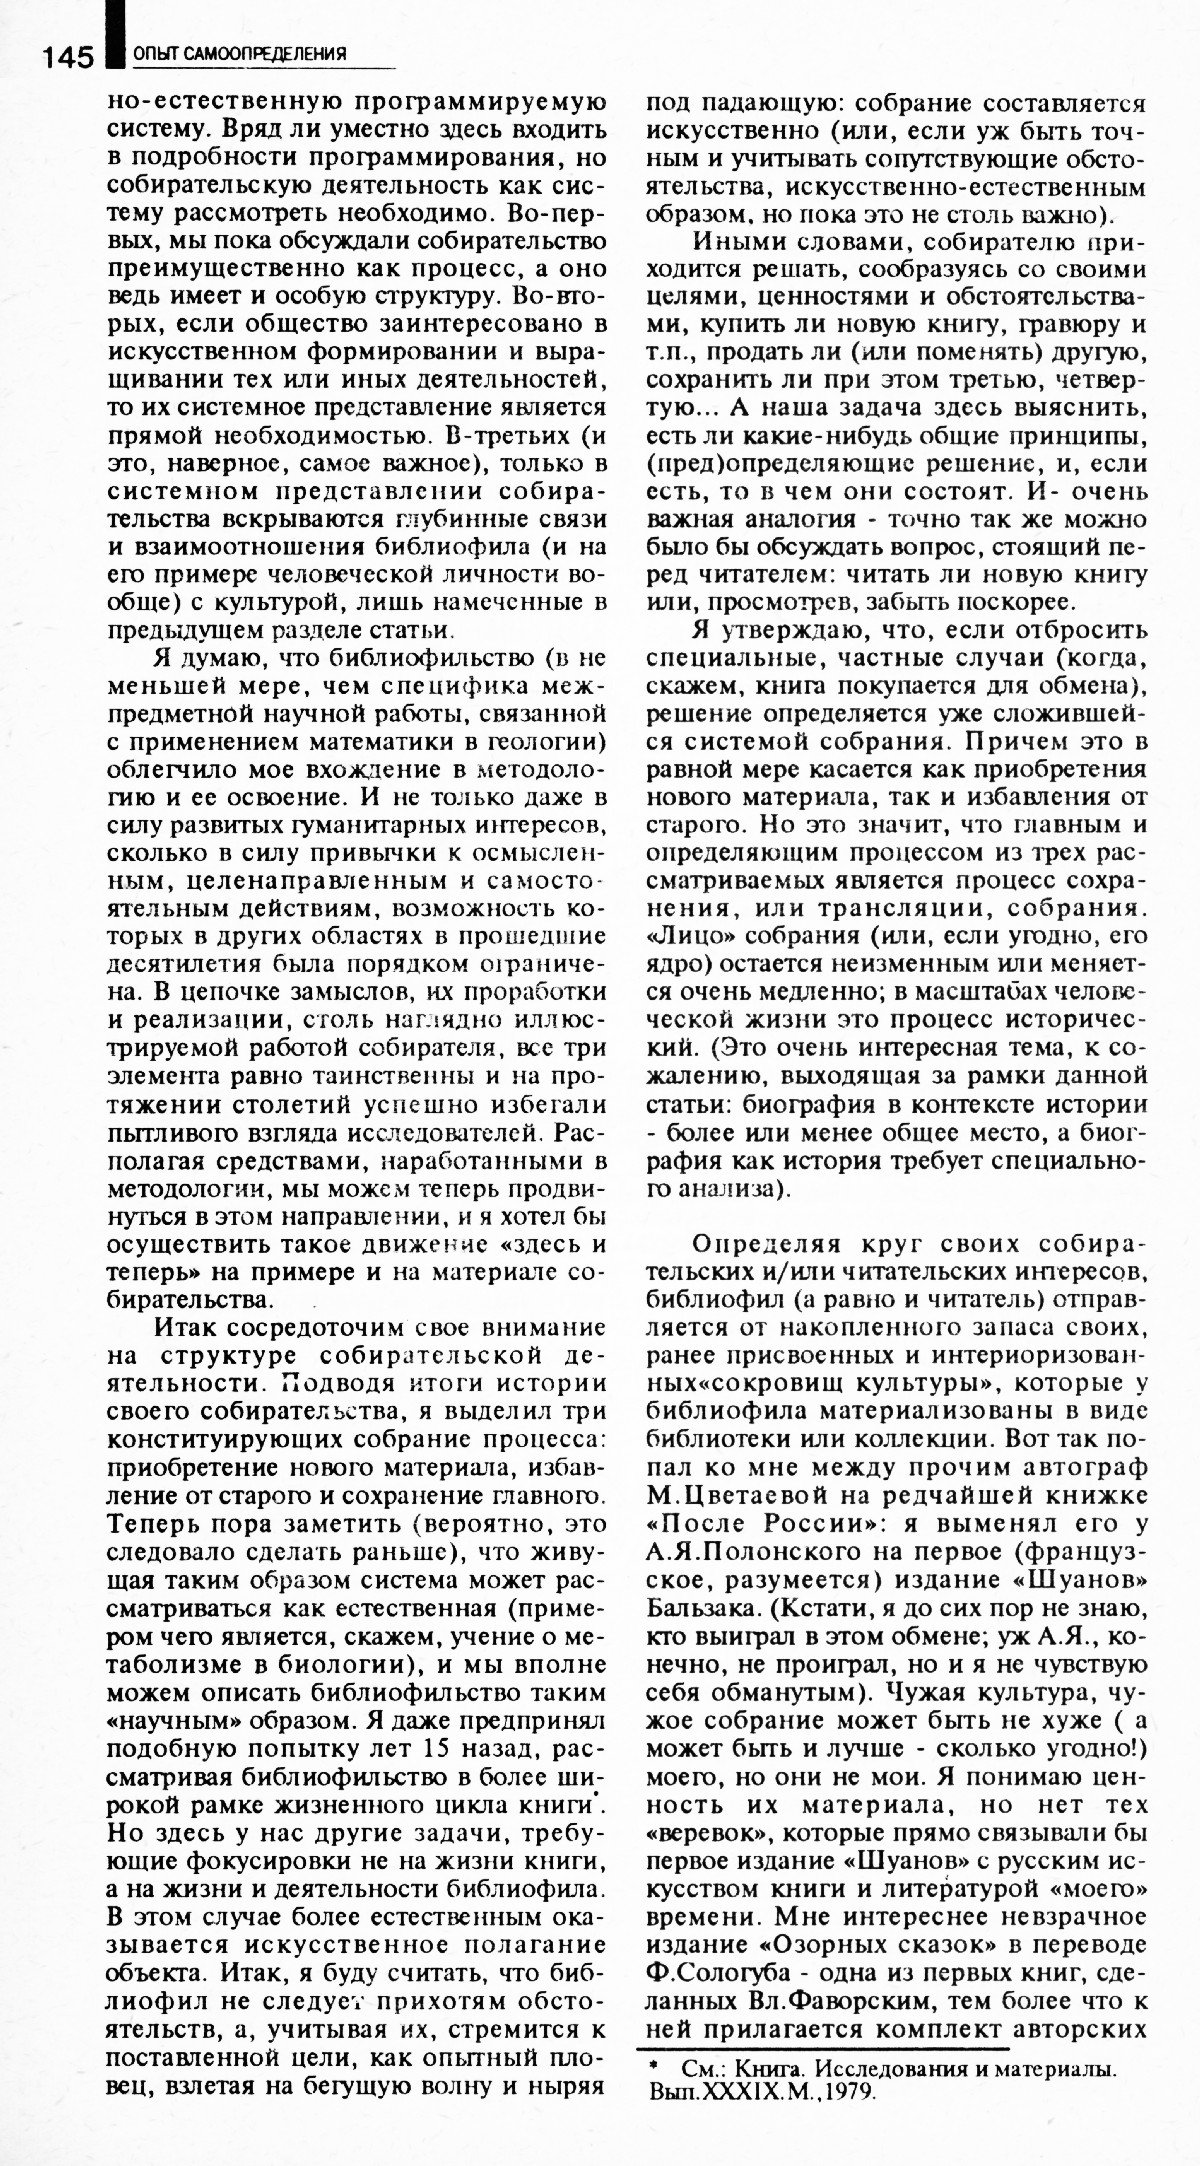 145
ОПЫТ САМООПРЕДЕЛЕНИЯ
но-естественную программируемую
систему. Вряд ли уместно здесь входить
в подробности программирования, но
собирательскую деятельность как сис-
тему рассмотреть необходимо. Во-пер-
вых, мы пока обсуждали собирательство
преимущественно как процесс, а оно
ведь имеет и особую структуру. Во-вто-
рых, если общество заинтересовано в
искусственном формировании и выра-
щивании тех или иных деятельностей,
то их системное представление является
прямой необходимостью. В-третьих (и
это, наверное, самое важное), только в
системном представлении собира-
тельства вскрываются глубинные связи
и взаимоотношения библиофила (и на
его примере человеческой личности во-
обще) с культурой, лишь намеченные в
предыдущем разделе статьи.
Я думаю, что библиофильство (в не
меньшей мере, чем специфика меж-
предметной научной работы, связанной
с применением математики в геологии)
облегчило мое вхождение в методоло-
гию и ее освоение. И не только даже в
силу развитых гуманитарных интересов,
сколько в силу привычки к осмыслен-
ным, целенаправленным и самосто-
ятельным действиям, возможность ко-
торых в других областях в прошедшие
десятилетия была порядком ограниче-
на. В цепочке замыслов, их проработки
и реализации, столь наглядно иллюс-
трируемой работой собирателя, все три
элемента равно таинственны и на про-
тяжении столетий успешно избегали
пытливого взгляда исследователей. Рас-
полагая средствами, наработанными в
методологии, мы можем теперь продви-
нуться в этом направлении, и я хотел бы
осуществить такое движение «здесь и
теперь» на примере и на материале со-
бирательства.
Итак сосредоточим свое внимание
на структуре собирательской де-
ятельности. Подводя итоги истории
своего собирательства, я выделил три
конституирующих собрание процесса:
приобретение нового материала, избав-
ление от старого и сохранение главного.
Теперь пора заметить (вероятно, это
следовало сделать раньше), что живу-
щая таким образом система может рас-
сматриваться как естественная (приме-
ром чего является, скажем, учение о ме-
таболизме в биологии), и мы вполне
можем описать библиофильство таким
«научным» образом. Я даже предпринял
подобную попытку лет 15 назад, рас-
сматривая библиофильство в более ши-
рокой рамке жизненного цикла книги*.
Но здесь у нас другие задачи, требу-
ющие фокусировки не на жизни книги,
а на жизни и деятельности библиофила.
В этом случае более естественным ока-
зывается искусственное полагание
объекта. Итак, я буду считать, что биб-
лиофил не следует прихотям обсто-
ятельств, а, учитывая их, стремится к
поставленной цели, как опытный пло-
вец, взлетая на бегущую волну и ныряя
под падающую: собрание составляется
искусственно (или, если уж быть точ-
ным и учитывать сопутствующие обсто-
ятельства, искусственно-естественным
образом, но пока это не столь важно).
Иными словами, собирателю при-
ходится решать, сообразуясь со своими
целями, ценностями и обстоятельства-
ми, купить ли новую книгу, гравюру и
т.п., продать ли (или поменять) другую,
сохранить ли при этом третью, четвер-
тую... А наша задача здесь выяснить,
есть ли какие-нибудь общие принципы,
(пред)определяющие решение, и, если
есть, то в чем они состоят. И- очень
важная аналогия - точно так же можно
было бы обсуждать вопрос, стоящий пе-
ред читателем: читать ли новую книгу
или, просмотрев, забыть поскорее.
Я утверждаю, что, если отбросить
специальные, частные случаи (когда,
скажем, книга покупается для обмена),
решение определяется уже сложившей-
ся системой собрания. Причем это в
равной мере касается как приобретения
нового материала, так и избавления от
старого. Но это значит, что главным и
определяющим процессом из трех рас-
сматриваемых является процесс сохра-
нения, или трансляции, собрания.
«Лицо» собрания (или, если угодно, его
ядро) остается неизменным или меняет-
ся очень медленно; в масштабах челове-
ческой жизни это процесс историчес-
кий. (Это очень интересная тема, к со-
жалению, выходящая за рамки данной
статьи: биография в контексте истории
- более или менее общее место, а биог-
рафия как история требует специально-
го анализа).
Определяя круг своих собира-
тельских и/или читательских интересов,
библиофил (а равно и читатель) отправ-
ляется от накопленного запаса своих,
ранее присвоенных и интериоризован-
ных«сокровищ культуры», которые у
библиофила материализованы в виде
библиотеки или коллекции. Вот так по-
пал ко мне между прочим автограф
М.Цветаевой на редчайшей книжке
«После России»: я выменял его у
А.Я.Полонского на первое (француз-
ское, разумеется) издание «Шуанов»
Бальзака. (Кстати, я до сих пор не знаю,
кто выиграл в этом обмене; уж А.Я., ко-
нечно, не проиграл, но и я не чувствую
себя обманутым). Чужая культура, чу-
жое собрание может быть не хуже ( а
может быть и лучше - сколько угодно!)
моего, но они не мои. Я понимаю цен-
ность их материала, но нет тех
«веревок», которые прямо связывали бы
первое издание «Шуанов» с русским ис-
кусством книги и литературой «моего»
времени. Мне интереснее невзрачное
издание «Озорных сказок» в переводе
Ф.Сологуба - одна из первых книг, сде-
ланных Вл.Фаворским, тем более что к
ней прилагается комплект авторских
* См.: Книга. Исследования и материалы.
Вып.XXXIX.М.,1979.